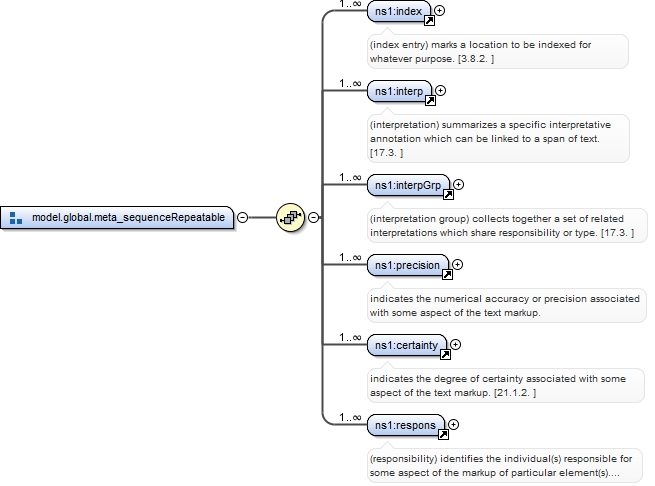 1..∞
ns1:index
(index entry) marks a location to be indexed for
whatever purpose. [3.8.2. ]
1..∞
ns1:interp
(interpretation) summarizes a specific interpretative
annotation which can be linked to a span of text.
[17.3. ]
1..∞
ns1:interpGrp
(interpretation group) collects together a set of related
interpretations which share responsibility or type. [17.3. ]
model.global.meta_sequenceRepeatable
1..∞
ns1:precision
indicates the numerical accuracy or precision associated
with some aspect of the text markup.
1..∞
ns1:certainty
indicates the degree of certainty associated with some
aspect of the text markup. [21.1.2. ]
1..∞
ns1:respons
(responsibility) identifies the individual(s) responsible for
some aspect of the markup of particular element(s)....